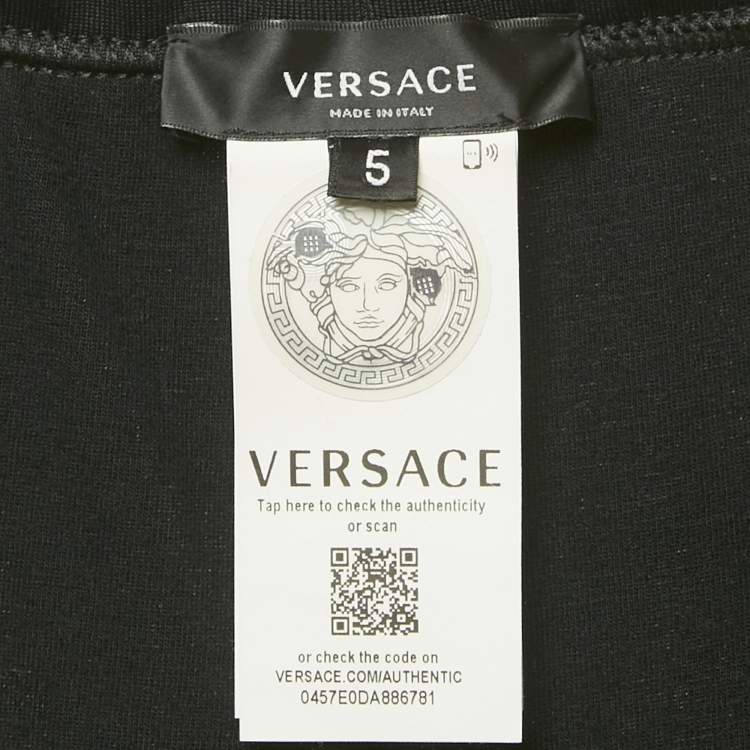 VERSACE
MADE IN ITALY
5
VERSACE
Tap here to check the authenticity
or scan
or check the code on
VERSACE.COM/AUTHENTIC
0457E0DA886781